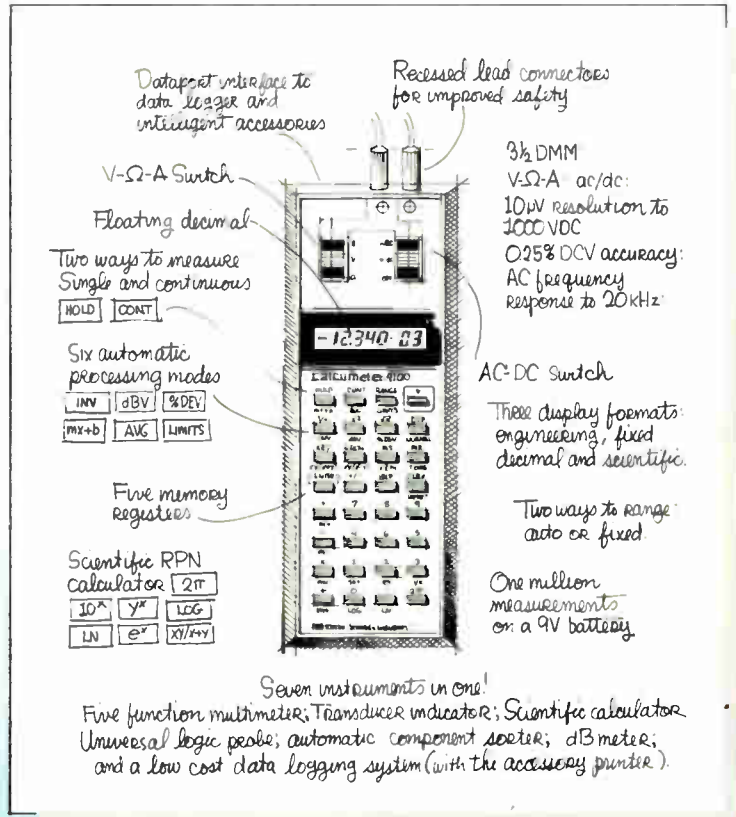 Dataport interface to
data logger and
intelligent accessories
Recessed lead connectors
for improved safety
V-Ω-A Switch
Floating decimal
Two ways to measure
Single and continuous
HOLD CONT
Six automatic
processing modes
INV dBV %DEV
mx+b AVG LIMITS
Five memory
registers
Scientific RPN
calculator 2π
10ˣ Yˣ LOG
LN eˣ XY/X+Y
-12.340-03
Calcumeter 4100
HOLD CONT RANGE
3½ DMM
V-Ω-A ac/dc:
10µV resolution to
1000 VDC
0.25% DCV accuracy:
AC frequency
response to 20kHz
AC-DC Switch
Three display formats:
engineering, fixed
decimal and scientific.
Two ways to range:
auto or fixed
One million
measurements
on a 9V battery
Seven instruments in one!
Five function multimeter; Transducer indicator; Scientific calculator
Universal logic probe; automatic component sorter; dB meter;
and a low cost data logging system (with the accessory printer).